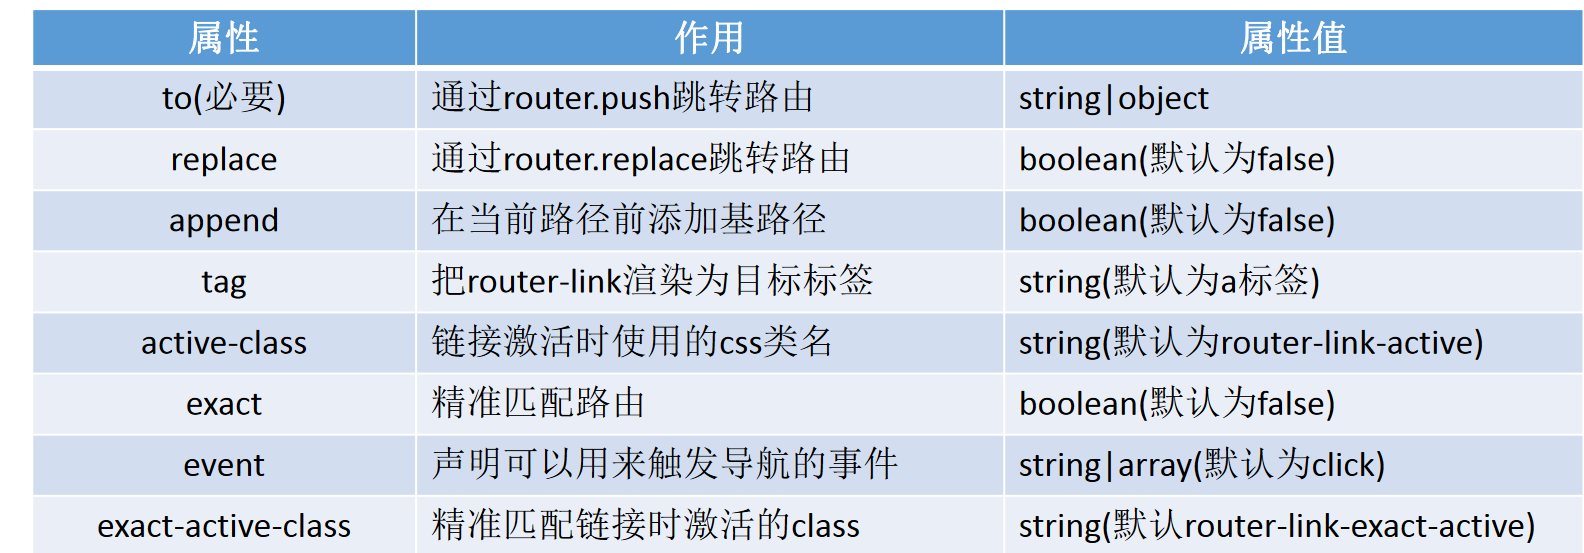 属性 作用 属性值
to(必要) 通过router.push跳转路由 string|object
replace 通过router.replace跳转路由 boolean(默认为false)
append 在当前路径前添加基路径 boolean(默认为false)
tag 把router-link渲染为目标标签 string(默认为a标签)
active-class 链接激活时使用的css类名 string(默认为router-link-active)
exact 精准匹配路由 boolean(默认为false)
event 声明可以用来触发导航的事件 string|array(默认为click)
exact-active-class 精准匹配链接时激活的class string(默认router-link-exact-active)